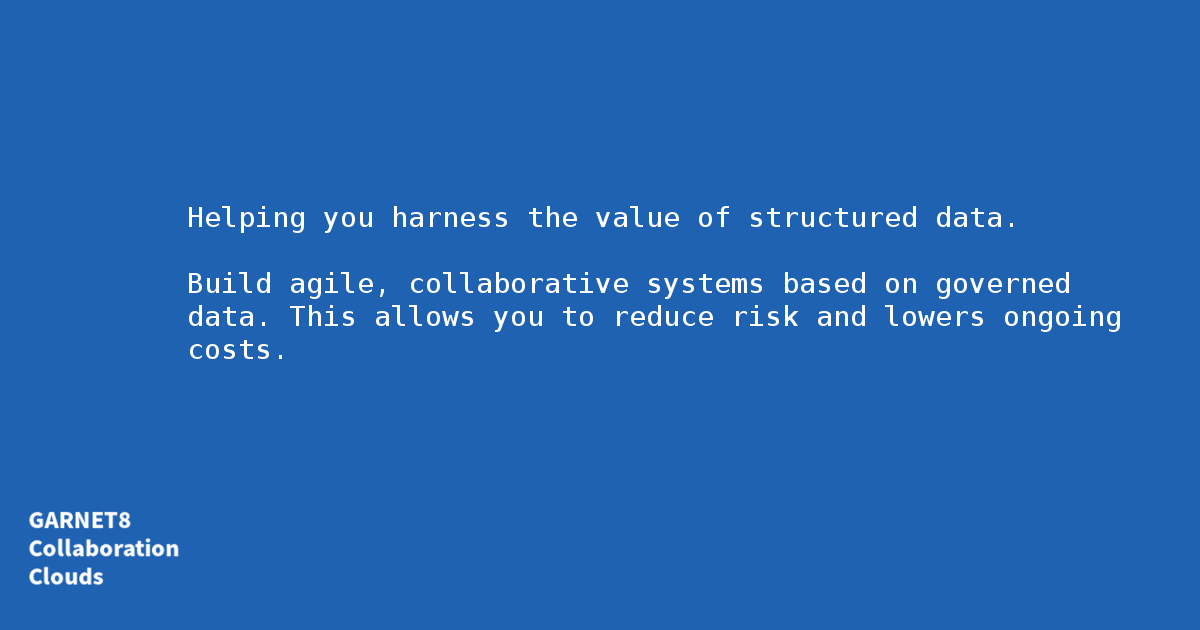 Helping you harness the value of structured data.
Build agile, collaborative systems based on governed
data. This allows you to reduce risk and lowers ongoing
costs.
GARNET8
Collaboration
Clouds